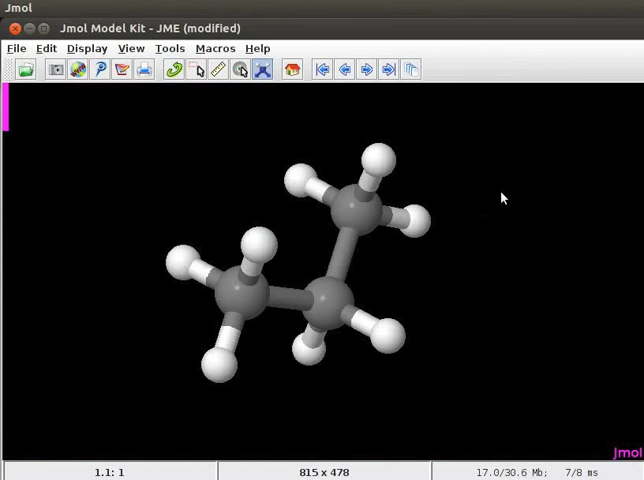 Jmol
Jmol Model Kit - JME (modified)
File Edit Display View Tools Macros Help
Jmol
1.1: 1 815 x 478 17.0/30.6 Mb; 7/8 ms